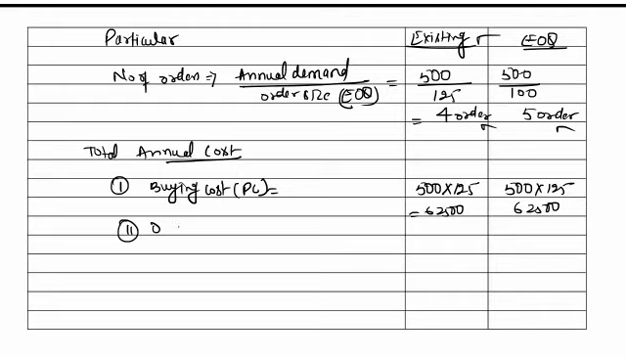 Particular Existing EOQ
No of orders => Annual demand / order size (EOQ) = 500/125 500/100
= 4 order 5 order
Total Annual Cost
(I) Buying cost (PC) = 500×125 500×125
= 62500 62500
(II) O